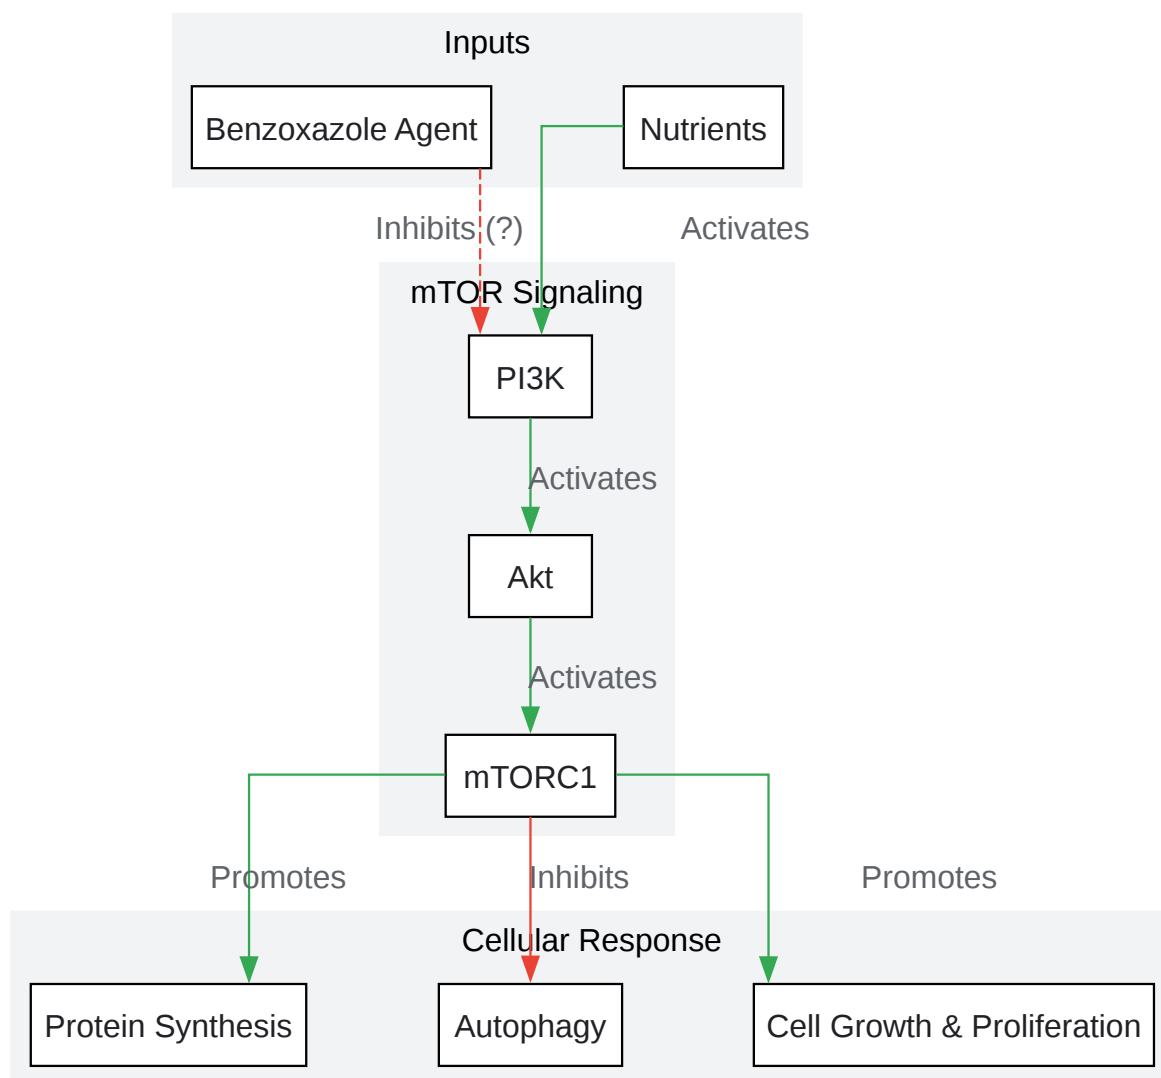 Inputs
Benzoxazole Agent
Nutrients
Inhibits (?)
Activates
mTOR Signaling
PI3K
Activates
Akt
Activates
mTORC1
Promotes
Inhibits
Promotes
Cellular Response
Protein Synthesis
Autophagy
Cell Growth & Proliferation